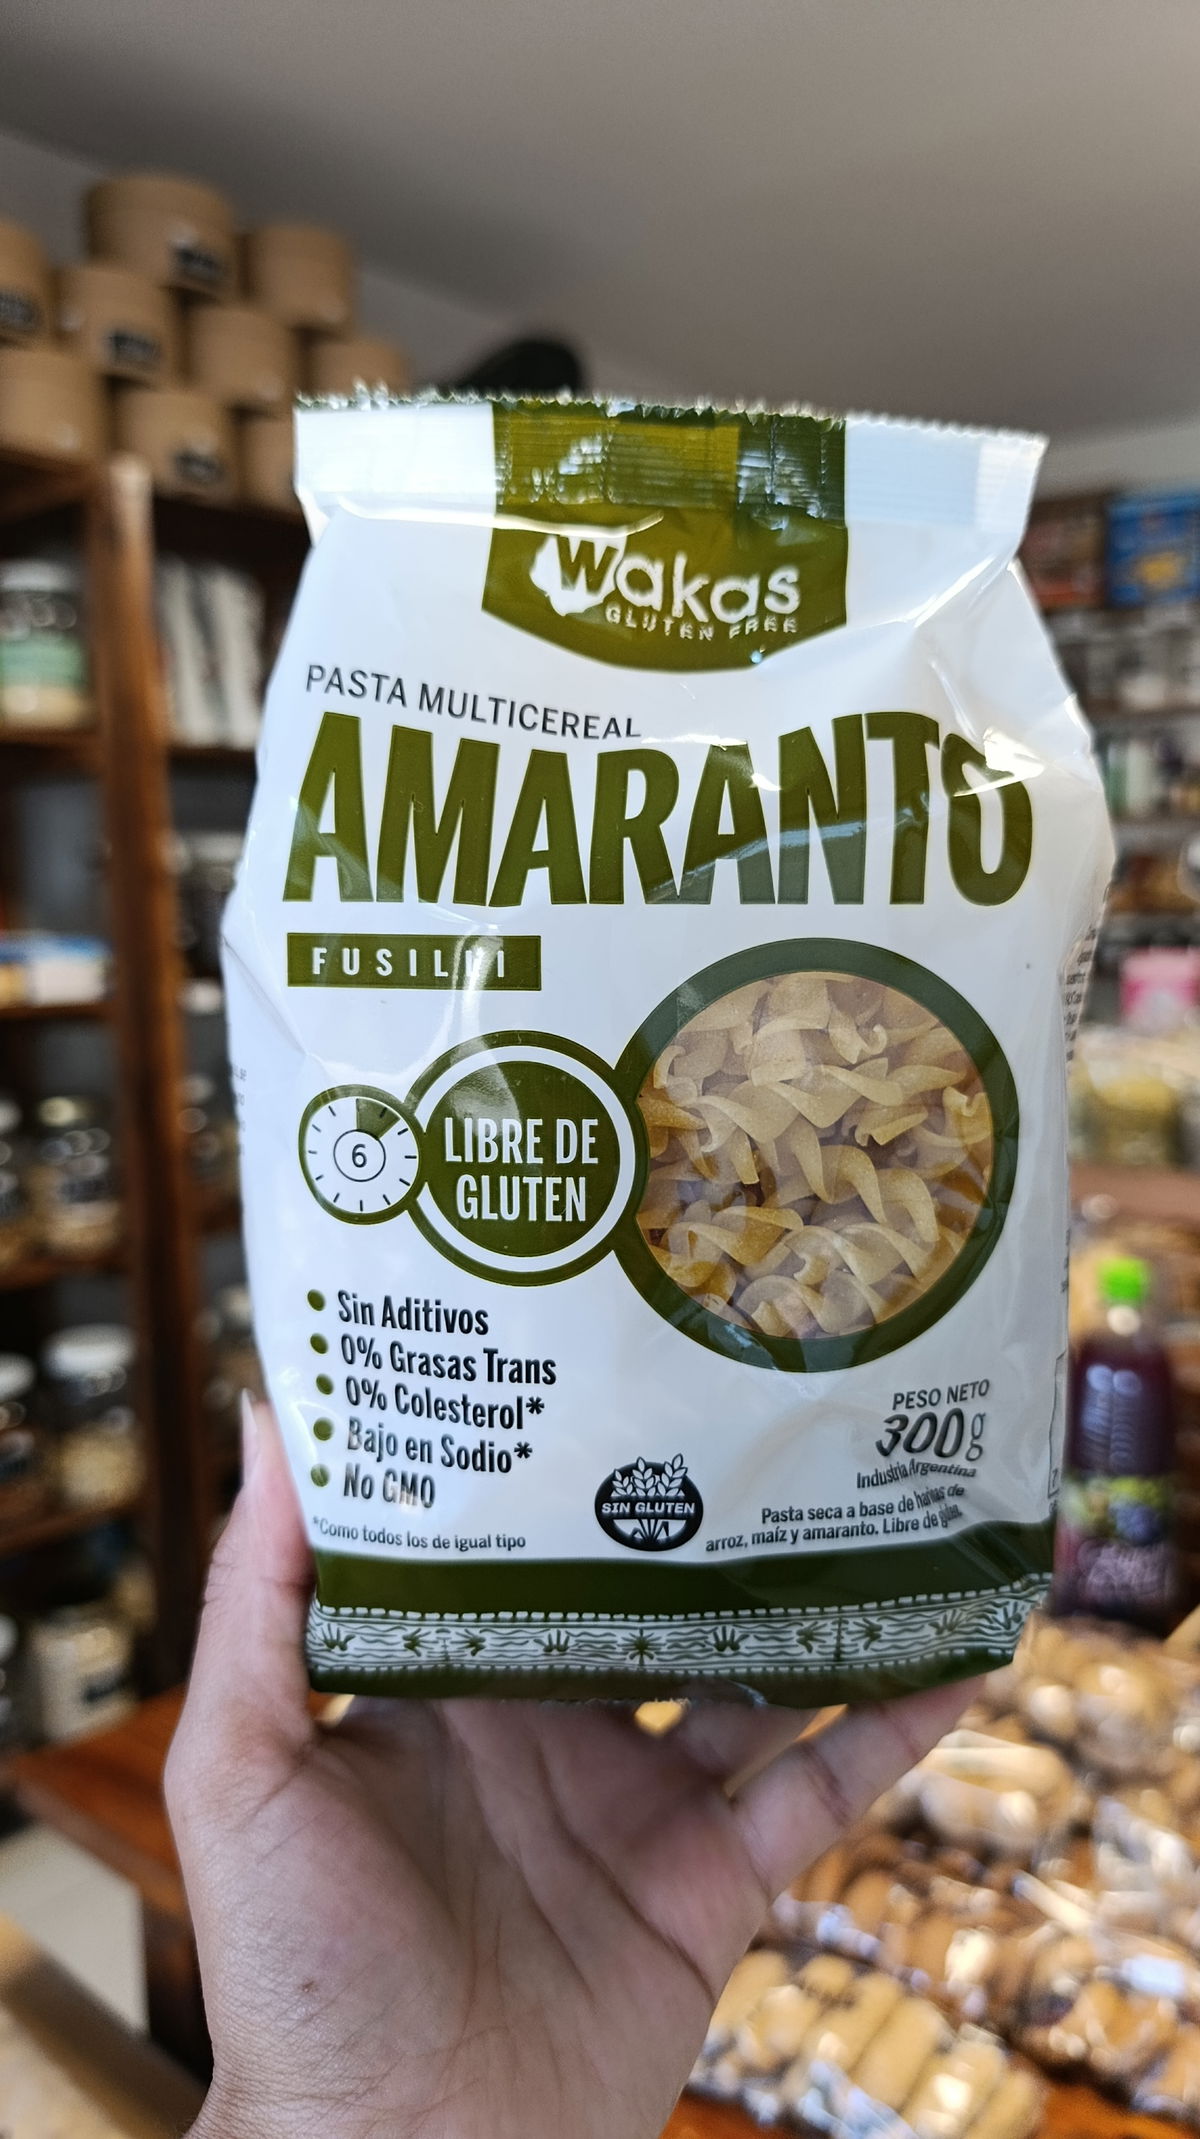 Wakas
GLUTEN FREE
PASTA MULTICEREAL
AMARANTO
FUSILLI
6
LIBRE DE
GLUTEN
Sin Aditivos
0% Grasas Trans
0% Colesterol*
Bajo en Sodio*
No GMO
*Como todos los de igual tipo
SIN GLUTEN
PESO NETO
300g
Industria Argentina
Pasta seca a base de harinas de
arroz, maíz y amaranto. Libre de gluten.